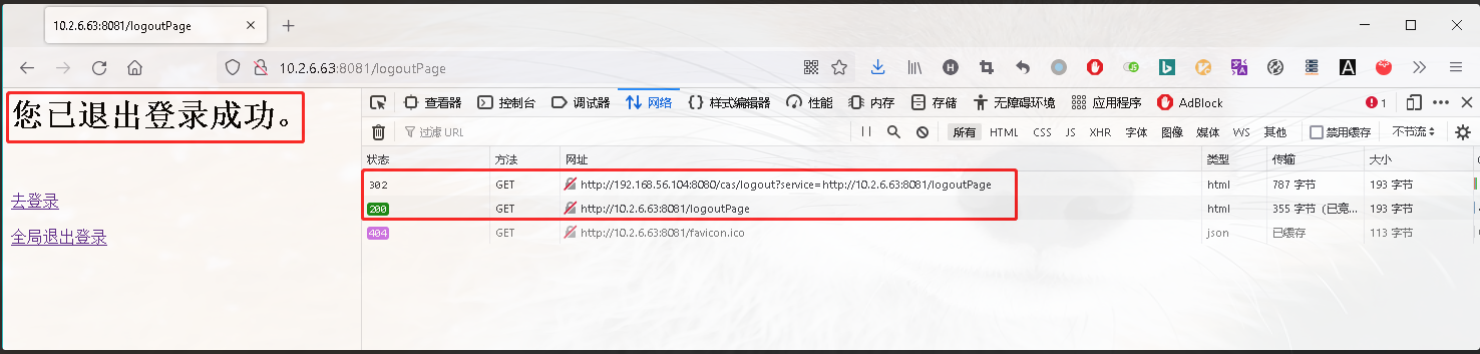 10.2.6.63:8081/logoutPage
10.2.6.63:8081/logoutPage
您已退出登录成功。
去登录
全局退出登录
查看器 控制台 调试器 网络 样式编辑器 性能 内存 存储 无障碍环境 应用程序 AdBlock 1
过滤 URL 所有 HTML CSS JS XHR 字体 图像 媒体 WS 其他 禁用缓存 不节流
状态 方法 网址 类型 传输 大小
302 GET http://192.168.56.104:8080/cas/logout?service=http://10.2.6.63:8081/logoutPage html 787 字节 193 字节
200 GET http://10.2.6.63:8081/logoutPage html 355 字节（已竞... 193 字节
404 GET http://10.2.6.63:8081/favicon.ico json 已缓存 113 字节